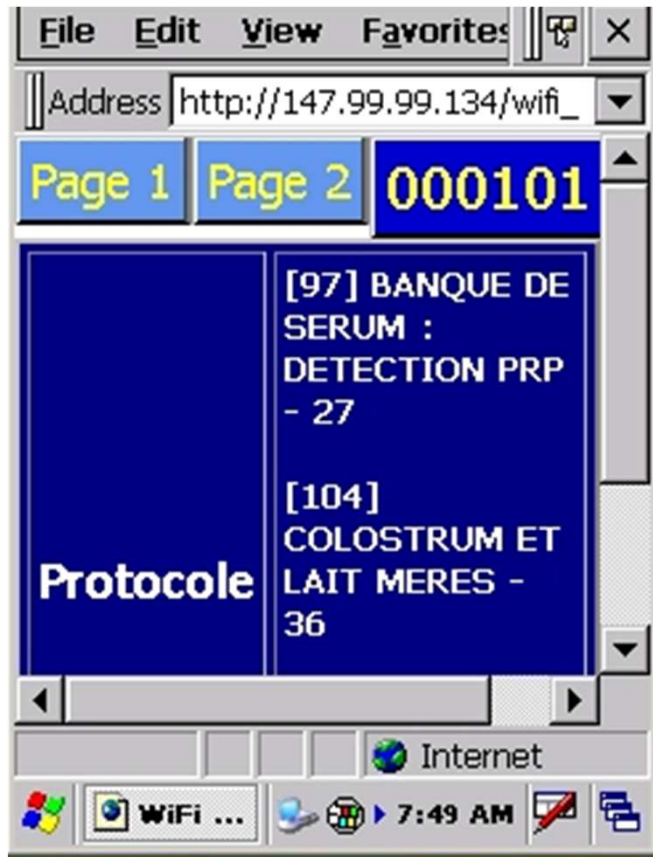 File Edit View Favorites
Address http://147.99.99.134/wifi_
Page 1 Page 2 000101
[97] BANQUE DE
SERUM :
DETECTION PRP
- 27
[104]
COLOSTRUM ET
Protocole LAIT MERES -
36
Internet
WiFi ... 7:49 AM